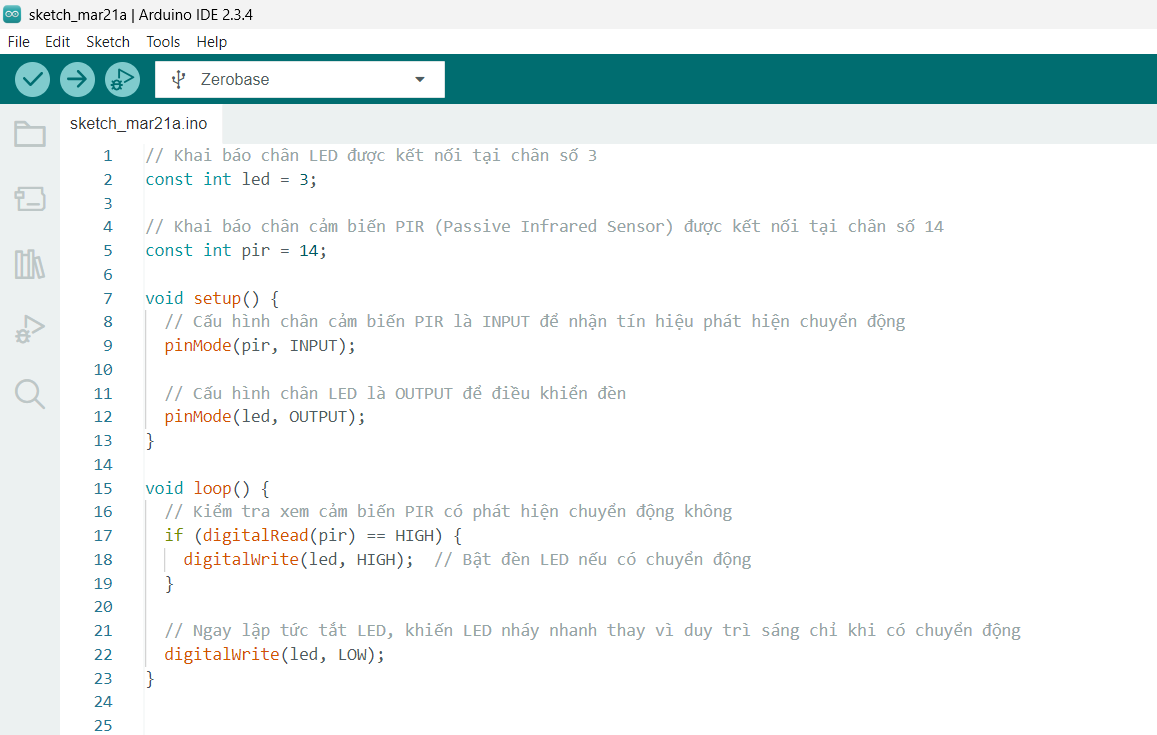 sketch_mar21a | Arduino IDE 2.3.4
File Edit Sketch Tools Help
Zerobase
sketch_mar21a.ino
1 // Khai báo chân LED được kết nối tại chân số 3
2 const int led = 3;
3
4 // Khai báo chân cảm biến PIR (Passive Infrared Sensor) được kết nối tại chân số 14
5 const int pir = 14;
6
7 void setup() {
8 // Cấu hình chân cảm biến PIR là INPUT để nhận tín hiệu phát hiện chuyển động
9 pinMode(pir, INPUT);
10
11 // Cấu hình chân LED là OUTPUT để điều khiển đèn
12 pinMode(led, OUTPUT);
13 }
14
15 void loop() {
16 // Kiểm tra xem cảm biến PIR có phát hiện chuyển động không
17 if (digitalRead(pir) == HIGH) {
18 digitalWrite(led, HIGH); // Bật đèn LED nếu có chuyển động
19 }
20
21 // Ngay lập tức tắt LED, khiến LED nháy nhanh thay vì duy trì sáng chỉ khi có chuyển động
22 digitalWrite(led, LOW);
23 }
24
25